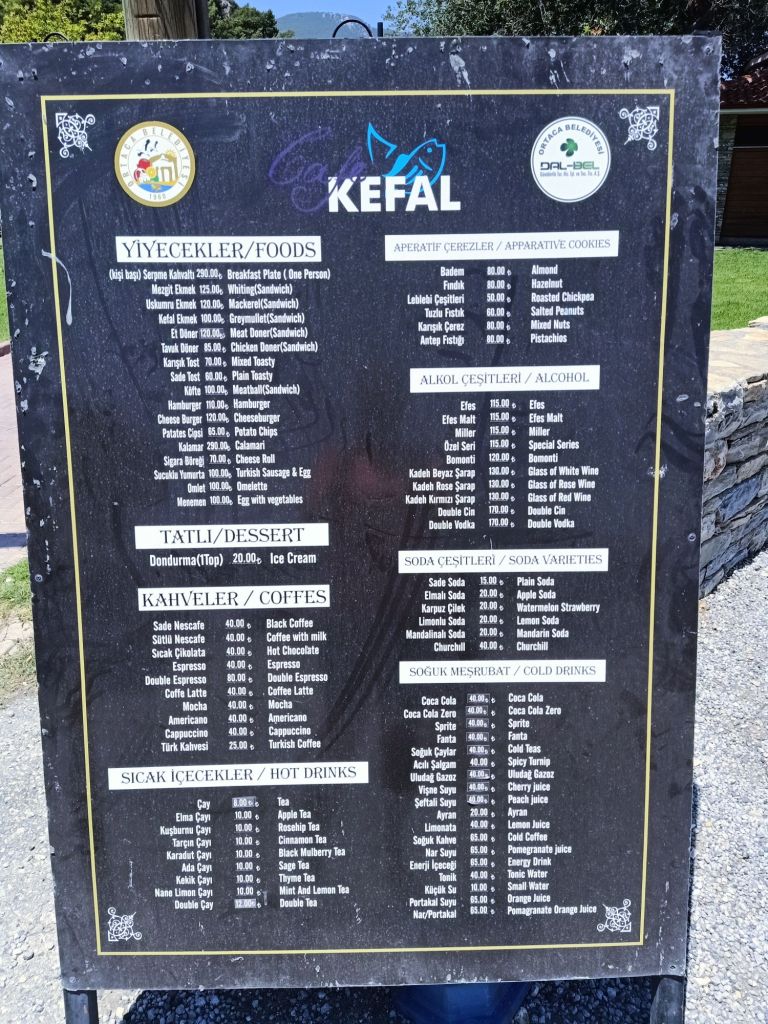 ORTACA BELEDİYESİ
1968
Cafe
KEFAL
ORTACA BELEDİYESİ
DAL-BEL
YİYECEKLER/FOODS
(kişi başı) Serpme Kahvaltı 290.00₺ Breakfast Plate ( One Person)
Mezgit Ekmek 125.00₺ Whiting(Sandwich)
Uskumru Ekmek 120.00₺ Mackerel(Sandwich)
Kefal Ekmek 100.00₺ Greymullet(Sandwich)
Et Döner 120.00₺ Meat Doner(Sandwich)
Tavuk Döner 85.00₺ Chicken Doner(Sandwich)
Karışık Tost 70.00₺ Mixed Toasty
Sade Tost 60.00₺ Plain Toasty
Köfte 100.00₺ Meatball(Sandwich)
Hamburger 110.00₺ Hamburger
Cheese Burger 120.00₺ Cheeseburger
Patates Cipsi 65.00₺ Potato Chips
Kalamar 290.00₺ Calamari
Sigara Böreği 70.00₺ Cheese Roll
Sucuklu Yumurta 100.00₺ Turkish Sausage & Egg
Omlet 100.00₺ Omelette
Menemen 100.00₺ Egg with vegetables
TATLI/DESSERT
Dondurma(1Top) 20.00₺ Ice Cream
KAHVELER / COFFES
Sade Nescafe 40.00 ₺ Black Coffee
Sütlü Nescafe 40.00 ₺ Coffee with milk
Sıcak Çikolata 40.00 ₺ Hot Chocolate
Espresso 40.00 ₺ Espresso
Double Espresso 80.00 ₺ Double Espresso
Coffe Latte 40.00 ₺ Coffee Latte
Mocha 40.00 ₺ Mocha
Americano 40.00 ₺ Americano
Cappuccino 40.00 ₺ Cappuccino
Türk Kahvesi 25.00 ₺ Turkish Coffee
SICAK İÇECEKLER / HOT DRINKS
Çay 8.00₺ ₺ Tea
Elma Çayı 10.00 ₺ Apple Tea
Kuşburnu Çayı 10.00 ₺ Rosehip Tea
Tarçın Çayı 10.00 ₺ Cinnamon Tea
Karadut Çayı 10.00 ₺ Black Mulberry Tea
Ada Çayı 10.00 ₺ Sage Tea
Kekik Çayı 10.00 ₺ Thyme Tea
Nane Limon Çayı 10.00 ₺ Mint And Lemon Tea
Double Çay 12.00₺ ₺ Double Tea
APERATİF ÇEREZLER / APPARATIVE COOKIES
Badem 80.00 ₺ Almond
Fındık 80.00 ₺ Hazelnut
Leblebi Çeşitleri 50.00 ₺ Roasted Chickpea
Tuzlu Fıstık 60.00 ₺ Salted Peanuts
Karışık Çerez 80.00 ₺ Mixed Nuts
Antep Fıstığı 80.00 ₺ Pistachios
ALKOL ÇEŞİTLERİ / ALCOHOL
Efes 115.00 ₺ Efes
Efes Malt 115.00 ₺ Efes Malt
Miller 115.00 ₺ Miller
Özel Seri 115.00 ₺ Special Series
Bomonti 120.00 ₺ Bomonti
Kadeh Beyaz Şarap 130.00 ₺ Glass of White Wine
Kadeh Rose Şarap 130.00 ₺ Glass of Rose Wine
Kadeh Kırmızı Şarap 130.00 ₺ Glass of Red Wine
Double Cin 170.00 ₺ Double Cin
Double Vodka 170.00 ₺ Double Vodka
SODA ÇEŞİTLERİ / SODA VARIETIES
Sade Soda 15.00 ₺ Plain Soda
Elmalı Soda 20.00 ₺ Apple Soda
Karpuz Çilek 20.00 ₺ Watermelon Strawberry
Limonlu Soda 20.00 ₺ Lemon Soda
Mandalinalı Soda 20.00 ₺ Mandarin Soda
Churchill 40.00 ₺ Churchill
SOĞUK MEŞRUBAT / COLD DRINKS
Coca Cola 40.00₺ ₺ Coca Cola
Coca Cola Zero 40.00₺ ₺ Coca Cola Zero
Sprite 40.00₺ ₺ Sprite
Fanta 40.00₺ ₺ Fanta
Soğuk Çaylar 40.00₺ ₺ Cold Teas
Acılı Şalgam 40.00₺ ₺ Spicy Turnip
Uludağ Gazoz 40.00₺ ₺ Uludağ Gazoz
Vişne Suyu 40.00₺ ₺ Cherry juice
Şeftali Suyu 40.00₺ ₺ Peach juice
Ayran 20.00 ₺ Ayran
Limonata 40.00 ₺ Lemon Juice
Soğuk Kahve 65.00 ₺ Cold Coffee
Nar Suyu 65.00 ₺ Pomegranate juice
Enerji İçeceği 65.00 ₺ Energy Drink
Tonik 40.00 ₺ Tonic Water
Küçük Su 10.00 ₺ Small Water
Portakal Suyu 65.00 ₺ Orange Juice
Nar/Portakal 65.00 ₺ Pomagranate Orange Juice